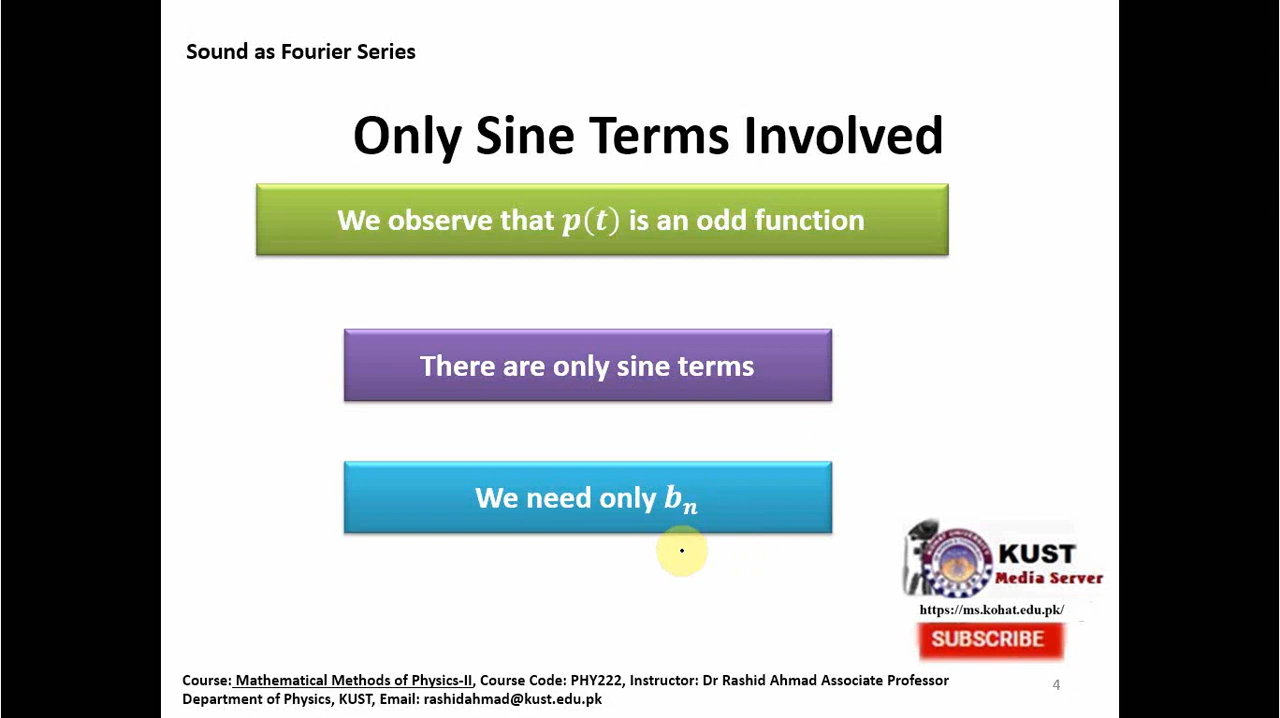 Sound as Fourier Series
Only Sine Terms Involved
We observe that p(t) is an odd function
There are only sine terms
We need only bₙ
KUST
Media Server
https://ms.kohat.edu.pk/
SUBSCRIBE
Course: Mathematical Methods of Physics-II, Course Code: PHY222, Instructor: Dr Rashid Ahmad Associate Professor
Department of Physics, KUST, Email: rashidahmad@kust.edu.pk
4